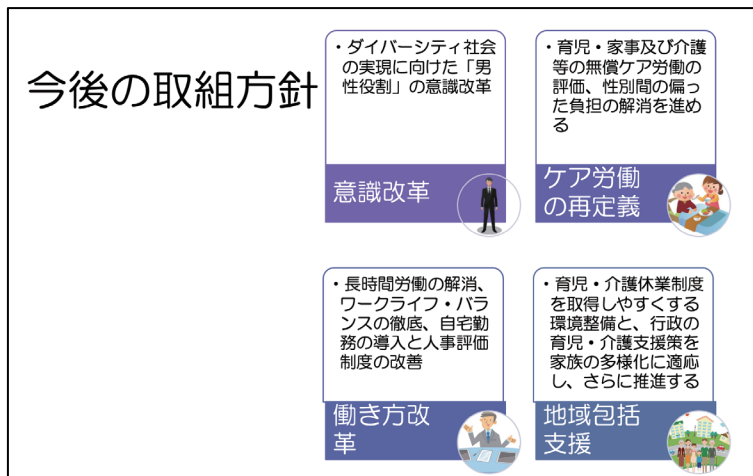 今後の取組方針
・ダイバーシティ社会
の実現に向けた「男
性役割」の意識改革
意識改革
・育児・家事及び介護
等の無償ケア労働の
評価、性別間の偏っ
た負担の解消を進め
る
ケア労働
の再定義
・長時間労働の解消、
ワークライフ・バラ
ンスの徹底、自宅勤
務の導入と人事評価
制度の改善
働き方改
革
・育児・介護休業制度
を取得しやすくする
環境整備と、行政の
育児・介護支援策を
家族の多様化に適応
し、さらに推進する
地域包括
支援